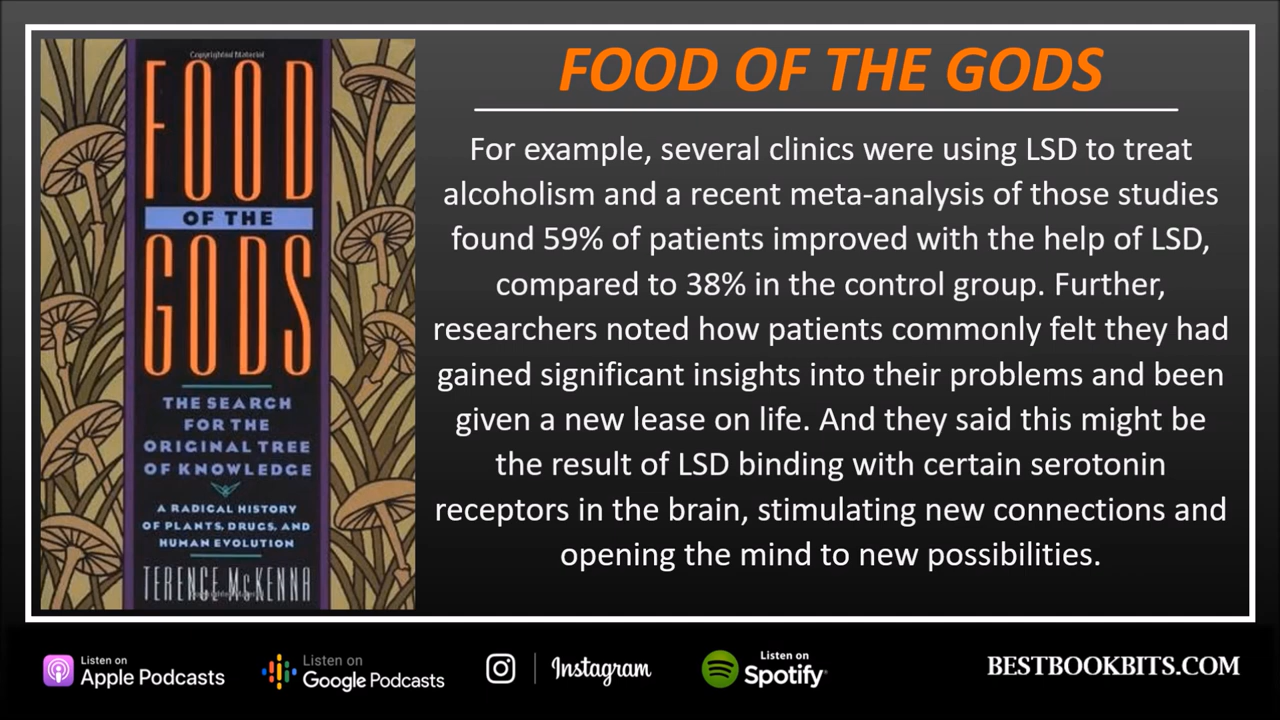 Copyrighted Material
FOOD
OF THE
GODS
THE SEARCH
FOR THE
ORIGINAL TREE
OF KNOWLEDGE
A RADICAL HISTORY
OF PLANTS, DRUGS, AND
HUMAN EVOLUTION
TERENCE McKENNA
FOOD OF THE GODS
For example, several clinics were using LSD to treat
alcoholism and a recent meta-analysis of those studies
found 59% of patients improved with the help of LSD,
compared to 38% in the control group. Further,
researchers noted how patients commonly felt they had
gained significant insights into their problems and been
given a new lease on life. And they said this might be
the result of LSD binding with certain serotonin
receptors in the brain, stimulating new connections and
opening the mind to new possibilities.
Listen on
Apple Podcasts
Listen on
Google Podcasts
Instagram
Listen on
Spotify
BESTBOOKBITS.COM